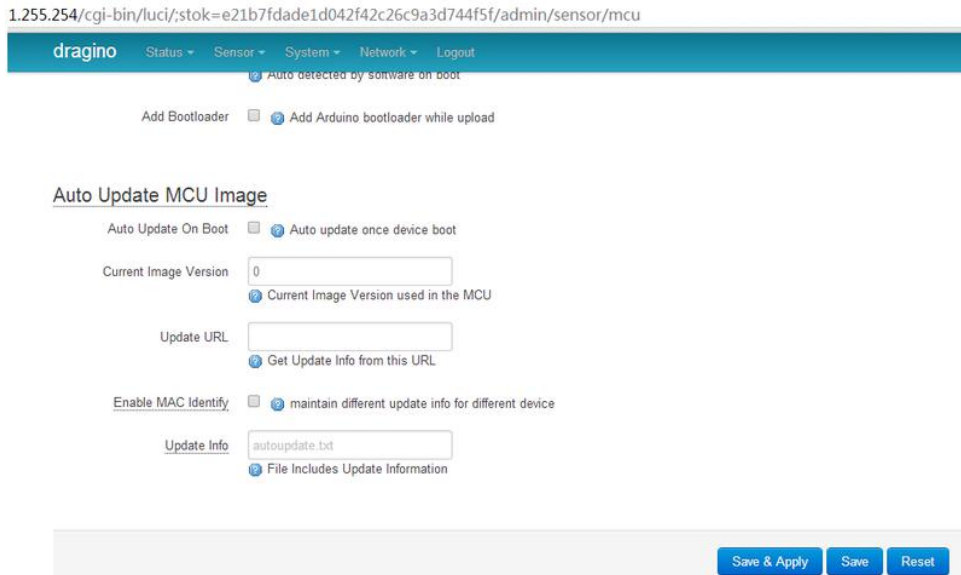 1.255.254/cgi-bin/luci/;stok=e21b7fdade1d042f42c26c9a3d744f5f/admin/sensor/mcu
dragino Status Sensor System Network Logout
Auto detected by software on boot
Add Bootloader Add Arduino bootloader while upload
Auto Update MCU Image
Auto Update On Boot Auto update once device boot
Current Image Version 0
Current Image Version used in the MCU
Update URL
Get Update Info from this URL
Enable MAC Identify maintain different update info for different device
Update Info autoupdate.txt
File Includes Update Information
Save & Apply Save Reset